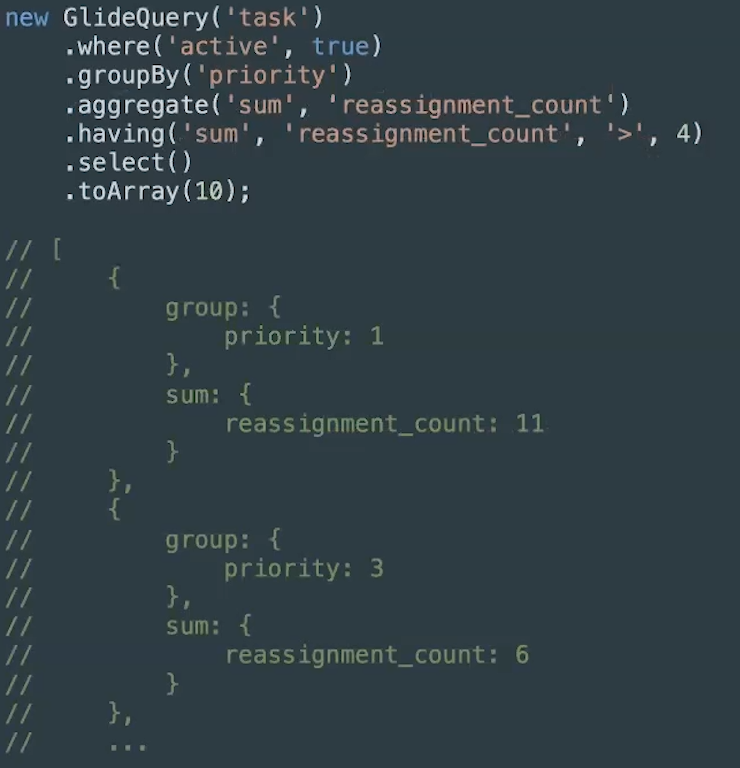 new GlideQuery('task')
    .where('active', true)
    .groupBy('priority')
    .aggregate('sum', 'reassignment_count')
    .having('sum', 'reassignment_count', '>', 4)
    .select()
    .toArray(10);

// [
//     {
//         group: {
//             priority: 1
//         },
//         sum: {
//             reassignment_count: 11
//         }
//     },
//     {
//         group: {
//             priority: 3
//         },
//         sum: {
//             reassignment_count: 6
//         }
//     },
//     ...